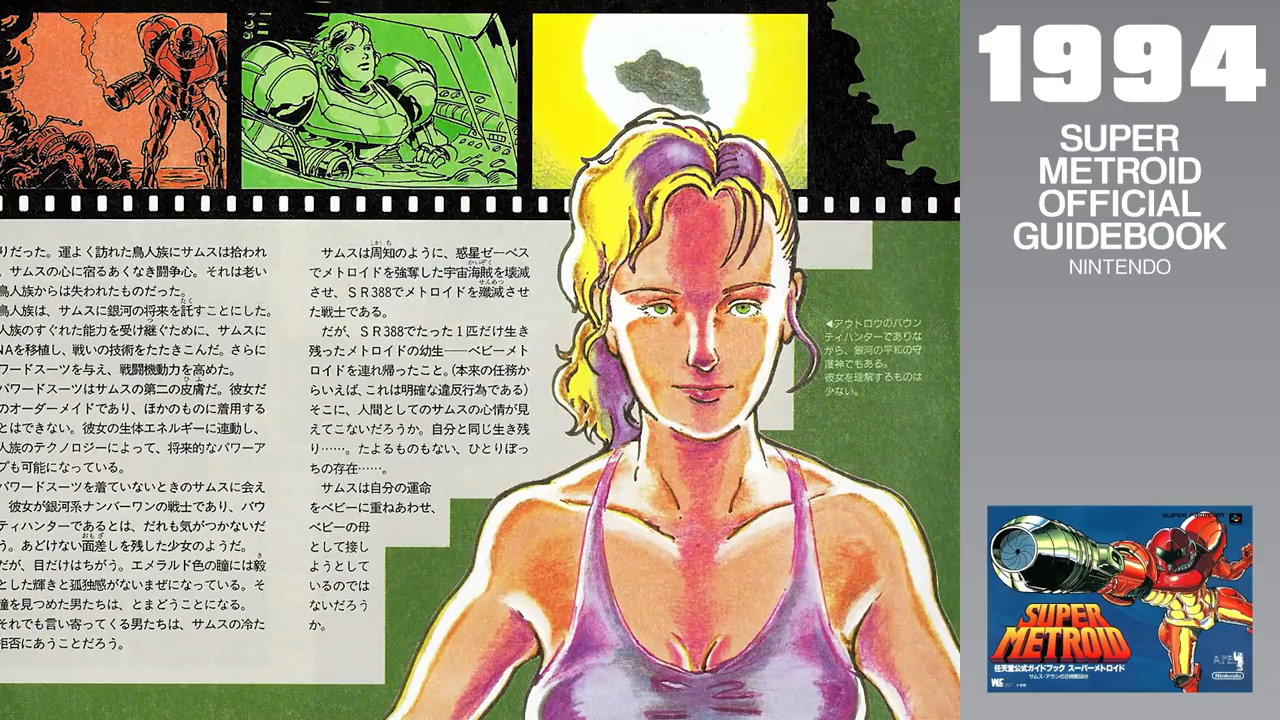 りだった。運よく訪れた鳥人族にサムスは拾われ
。サムスの心に宿るあくなき闘争心。それは老い
鳥人族からは失われたものだった。
鳥人族は、サムスに銀河の将来を託すことにした。
人族のすぐれた能力を受け継ぐために、サムスに
NAを移植し、戦いの技術をたたきこんだ。さらに
ワードスーツを与え、戦闘機動力を高めた。
パワードスーツはサムスの第二の皮膚だ。彼女だ
のオーダーメイドであり、ほかのものに着用する
とはできない。彼女の生体エネルギーに連動し、
人族のテクノロジーによって、将来的なパワーア
プも可能になっている。
パワードスーツを着ていないときのサムスに会え
彼女が銀河系ナンバーワンの戦士であり、バウ
ティハンターであるとは、だれも気がつかないだ
う。あどけない面差しを残した少女のようだ。
だが、目だけはちがう。エメラルド色の瞳には毅
とした輝きと孤独感がないまぜになっている。そ
瞳を見つめた男たちは、とまどうことになる。
それでも言い寄ってくる男たちは、サムスの冷た
拒否にあうことだろう。
サムスは周知のように、惑星ゼーベス
でメトロイドを強奪した宇宙海賊を壊滅
させ、SR388でメトロイドを殲滅させ
た戦士である。
だが、SR388でたった1匹だけ生き
残ったメトロイドの幼生――ベビーメト
ロイドを連れ帰ったこと。(本来の任務か
らいえば、これは明確な違反行為である)
そこに、人間としてのサムスの心情が見
えてこないだろうか。自分と同じ生き残
り……。たよるものもない、ひとりぼっ
ちの存在……。
サムスは自分の運命
をベビーに重ねあわせ、
ベビーの母
として接し
ようとして
いるのでは
ないだろう
か。
◀アウトロウのバウン
ティハンターでありな
がら、銀河の平和の守
護神でもある。
彼女を理解するものは
少ない。
1994
SUPER
METROID
OFFICIAL
GUIDEBOOK
NINTENDO
SUPER FAMICOM
SUPER
METROID
任天堂公式ガイドブック スーパーメトロイド
サムス・アランの2時間59分
APE
Nintendo